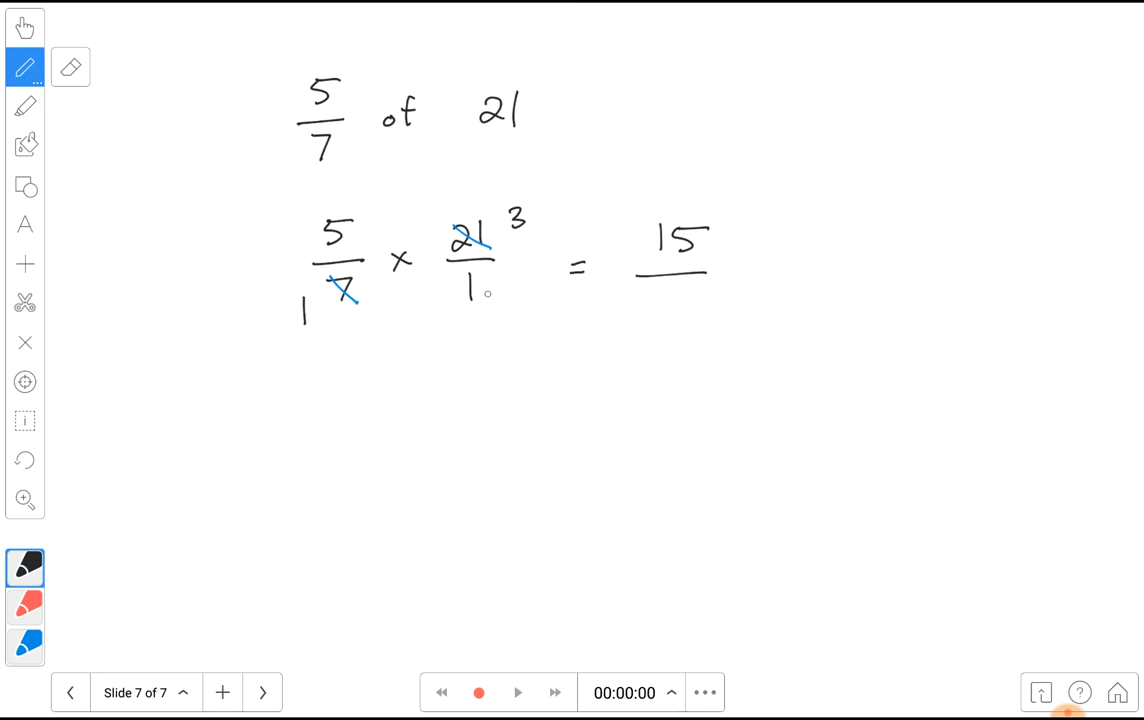 5/7 of 21
5/7 × 21/1 3 = 15/
1
A
Slide 7 of 7
00:00:00